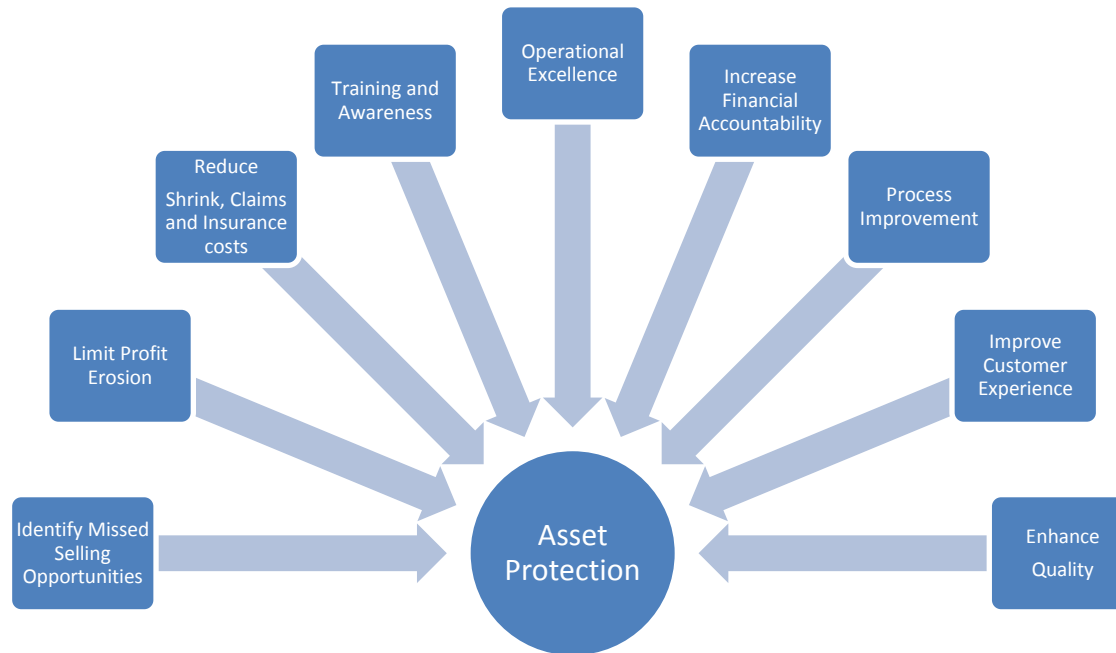 Operational
Excellence
Training and
Awareness
Increase
Financial
Accountability
Reduce
Shrink, Claims
and Insurance
costs
Process
Improvement
Limit Profit
Erosion
Improve
Customer
Experience
Identify Missed
Selling
Opportunities
Asset
Protection
Enhance
Quality